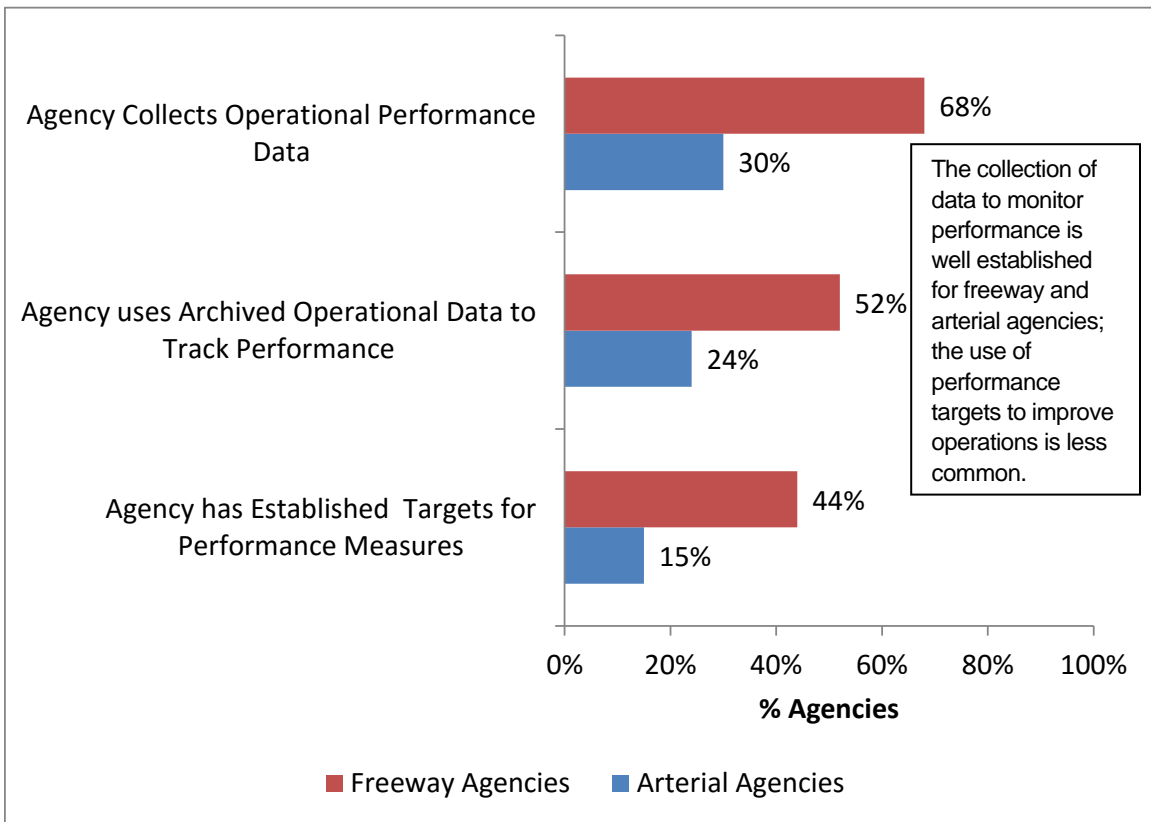 Agency Collects Operational Performance
Data
68%
30%
Agency uses Archived Operational Data to
Track Performance
52%
24%
Agency has Established  Targets for
Performance Measures
44%
15%
The collection of
data to monitor
performance is
well established
for freeway and
arterial agencies;
the use of
performance
targets to improve
operations is less
common.
0% 20% 40% 60% 80% 100%
% Agencies
Freeway Agencies Arterial Agencies